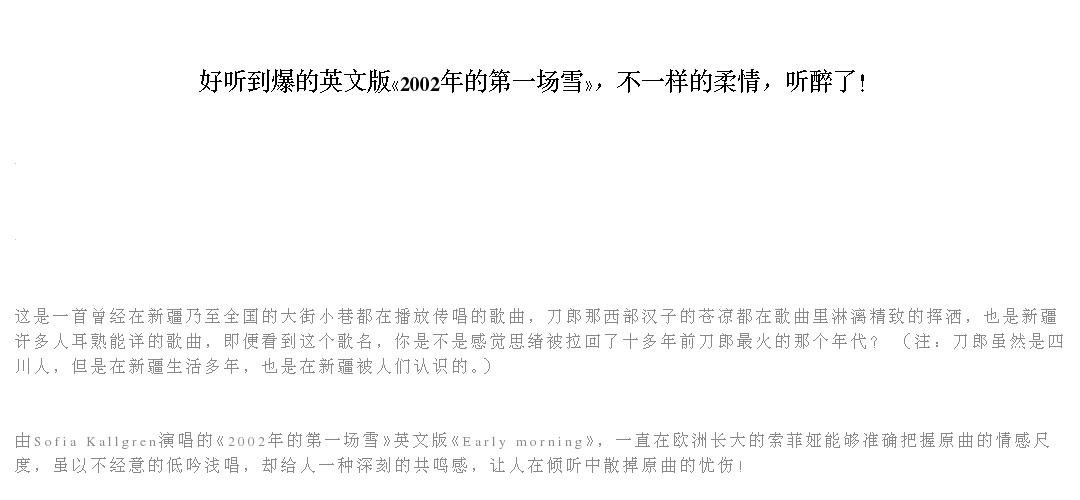 好听到爆的英文版《2002年的第一场雪》，不一样的柔情，听醉了!
这是一首曾经在新疆乃至全国的大街小巷都在播放传唱的歌曲，刀郎那西部汉子的苍凉都在歌曲里淋漓精致的挥洒，也是新疆
许多人耳熟能详的歌曲，即便看到这个歌名，你是不是感觉思绪被拉回了十多年前刀郎最火的那个年代？（注：刀郎虽然是四
川人，但是在新疆生活多年，也是在新疆被人们认识的。）
由Sofia Kallgren演唱的《2002年的第一场雪》英文版《Early morning》，一直在欧洲长大的索菲娅能够准确把握原曲的情感尺
度，虽以不经意的低吟浅唱，却给人一种深刻的共鸣感，让人在倾听中散掉原曲的忧伤!